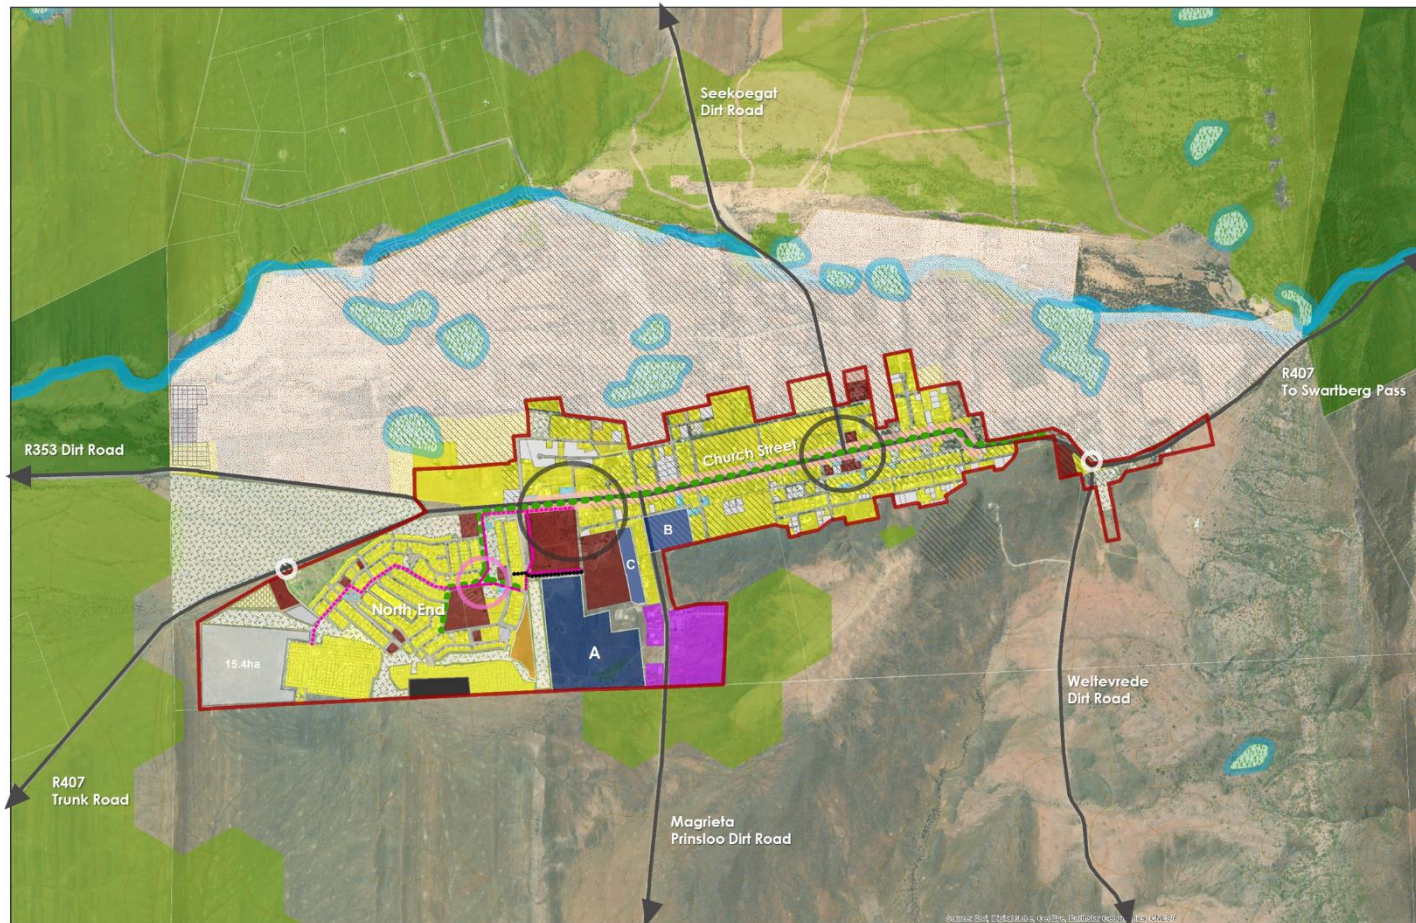 Seekoegat
Dirt Road
R407
To Swartberg Pass
R353 Dirt Road
Church Street
B
C
North End
A
15.4ha
Weltevrede
Dirt Road
R407
Trunk Road
Magrieta
Prinsloo Dirt Road